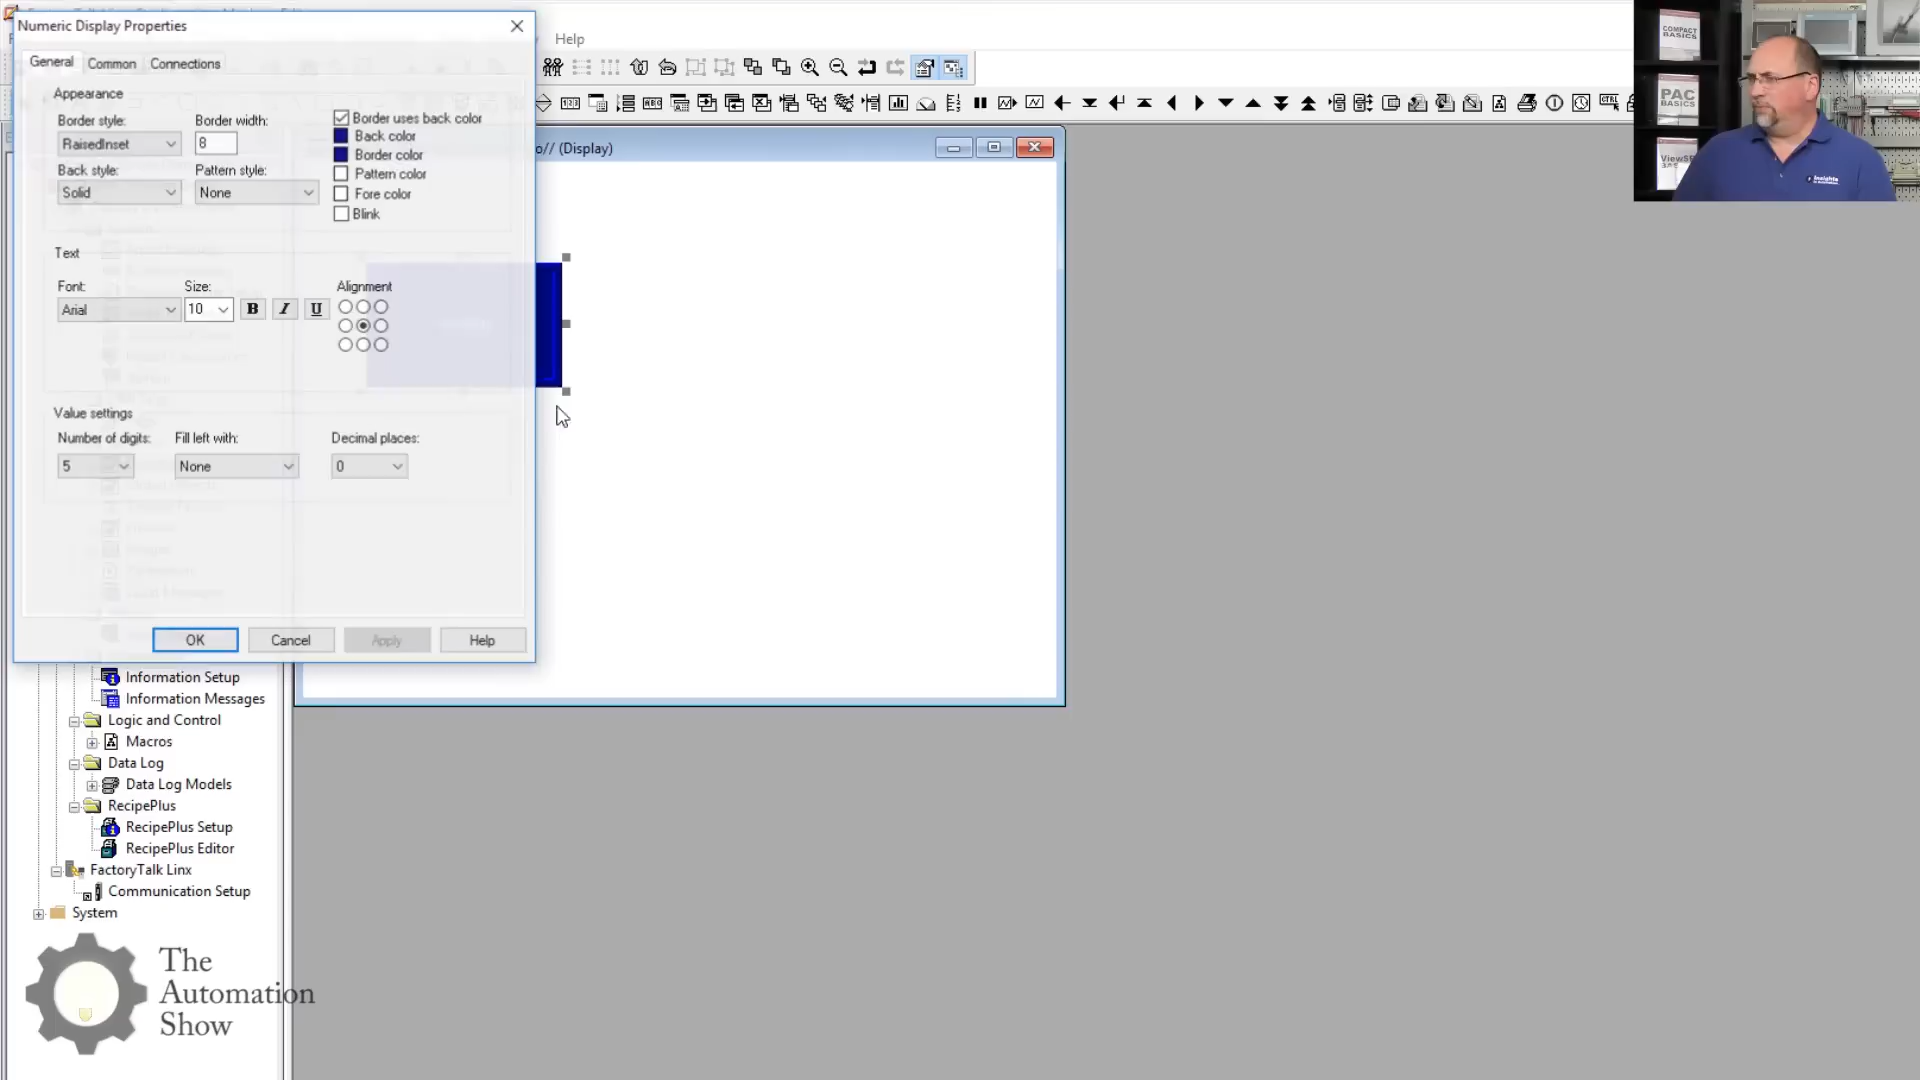 Numeric Display Properties
Help
General
Common
Connections
Appearance
Border style:
Border width:
Border uses back color
RaisedInset
8
Back color
Border color
Back style:
Pattern style:
Pattern color
Solid
None
Fore color
Blink
o// (Display)
Text
Font:
Size:
Alignment
Arial
10
B
I
U
Value settings
Number of digits:
Fill left with:
Decimal places:
5
None
0
OK
Cancel
Apply
Help
Information Setup
Information Messages
Logic and Control
Macros
Data Log
Data Log Models
RecipePlus
RecipePlus Setup
RecipePlus Editor
FactoryTalk Linx
Communication Setup
System
The
Automation
Show
COMPACT
BASICS
PAC
BASICS
Insights